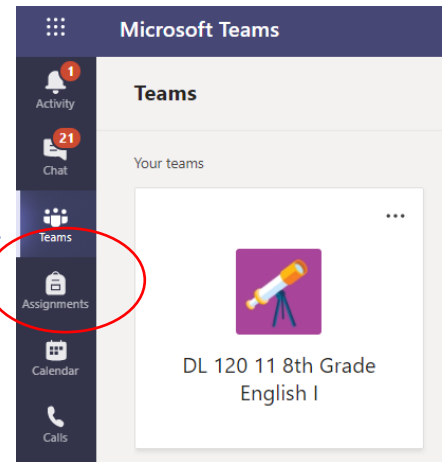 Microsoft Teams
1
Activity
Teams
21
Chat
Your teams
Teams
...
Assignments
Calendar
DL 120 11 8th Grade
English I
Calls